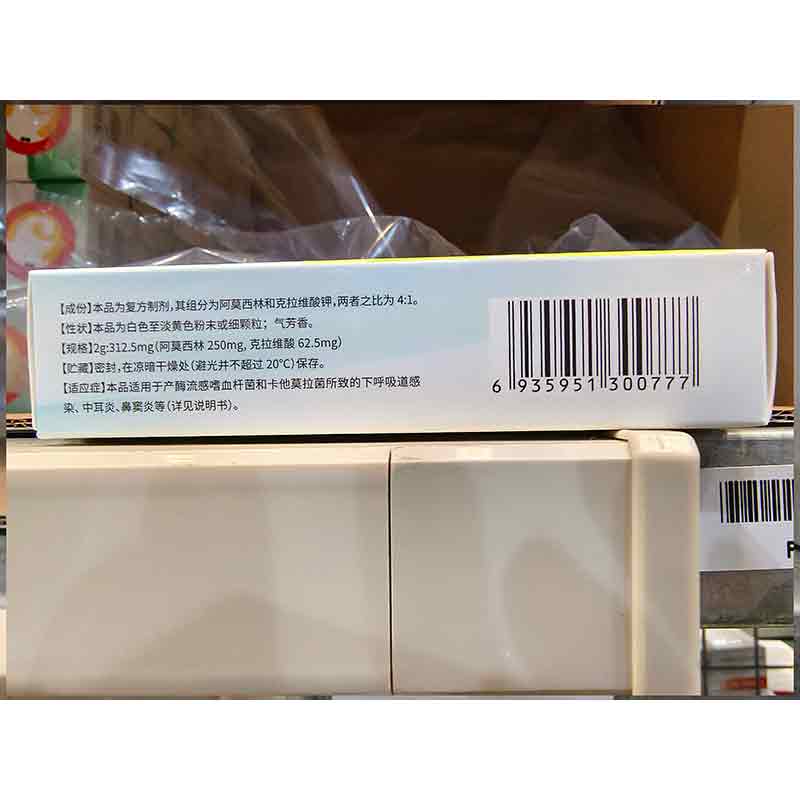 【成份】本品为复方制剂,其组分为阿莫西林和克拉维酸钾,两者之比为 4:1。
【性状】本品为白色至淡黄色粉末或细颗粒；气芳香。
【规格】2g:312.5mg(阿莫西林 250mg, 克拉维酸 62.5mg)
【贮藏】密封,在凉暗干燥处(避光并不超过 20℃)保存。
【适应症】本品适用于产酶流感嗜血杆菌和卡他莫拉菌所致的下呼吸道感
染、中耳炎、鼻窦炎等(详见说明书)。
6 935951 300777